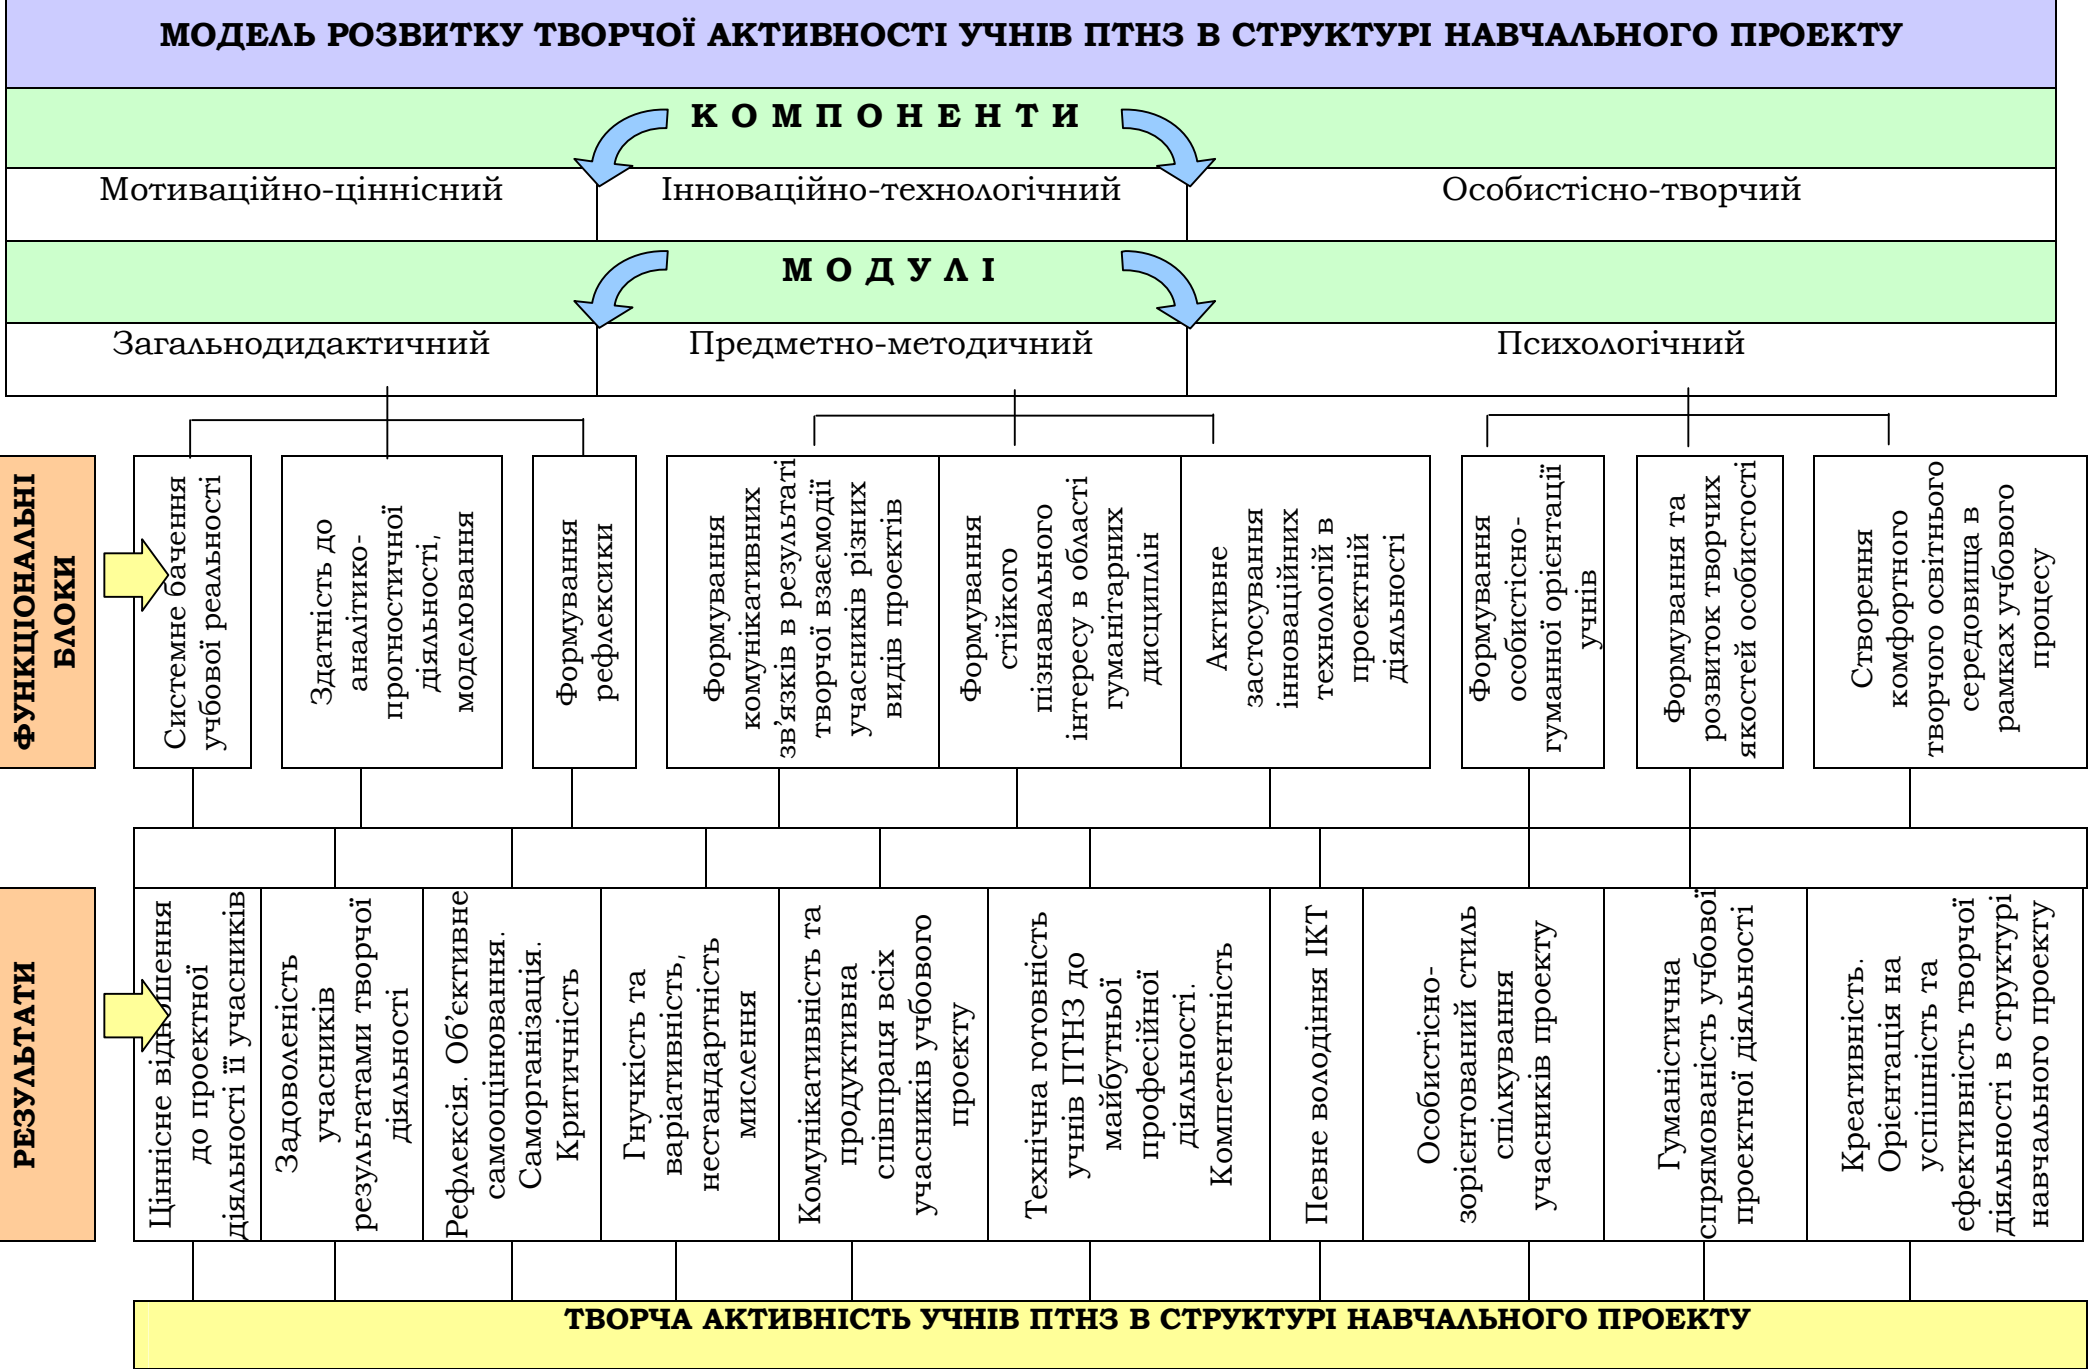 МОДЕЛЬ РОЗВИТКУ ТВОРЧОЇ АКТИВНОСТІ УЧНІВ ПТНЗ В СТРУКТУРІ НАВЧАЛЬНОГО ПРОЕКТУ
К О М П О Н Е Н Т И
Мотиваційно-ціннісний
Інноваційно-технологічний
Особистісно-творчий
М О Д У Л І
Загальнодидактичний
Предметно-методичний
Психологічний
ФУНКЦІОНАЛЬНІ
БЛОКИ
Системне бачення
учбової реальності
Здатність до
аналітико-
прогностичної
діяльності,
моделювання
Формування
рефлексики
Формування
комунікативних
зв’язків в результаті
творчої взаємодії
учасників різних
видів проектів
Формування
стійкого
пізнавального
інтересу в області
гуманітарних
дисциплін
Активне
застосування
інноваційних
технологій в
проектній
діяльності
Формування
особистісно-
гуманної орієнтації
учнів
Формування та
розвиток творчих
якостей особистості
Створення
комфортного
творчого освітнього
середовища в
рамках учбового
процесу
РЕЗУЛЬТАТИ
Ціннісне відношення
до проектної
діяльності її учасників
Задоволеність
учасників
результатами творчої
діяльності
Рефлексія. Об’єктивне
самооцінювання.
Саморганізація.
Критичність
Гнучкість та
варіативність,
нестандартність
мислення
Комунікативність та
продуктивна
співпраця всіх
учасників учбового
проекту
Технічна готовність
учнів ПТНЗ до
майбутньої
професійної
діяльності.
Компетентність
Певне володіння ІКТ
Особистісно-
зорієнтований стиль
спілкування
учасників проекту
Гуманістична
спрямованість учбової
проектної діяльності
Креативність.
Орієнтація на
успішність та
ефективність творчої
діяльності в структурі
навчального проекту
ТВОРЧА АКТИВНІСТЬ УЧНІВ ПТНЗ В СТРУКТУРІ НАВЧАЛЬНОГО ПРОЕКТУ